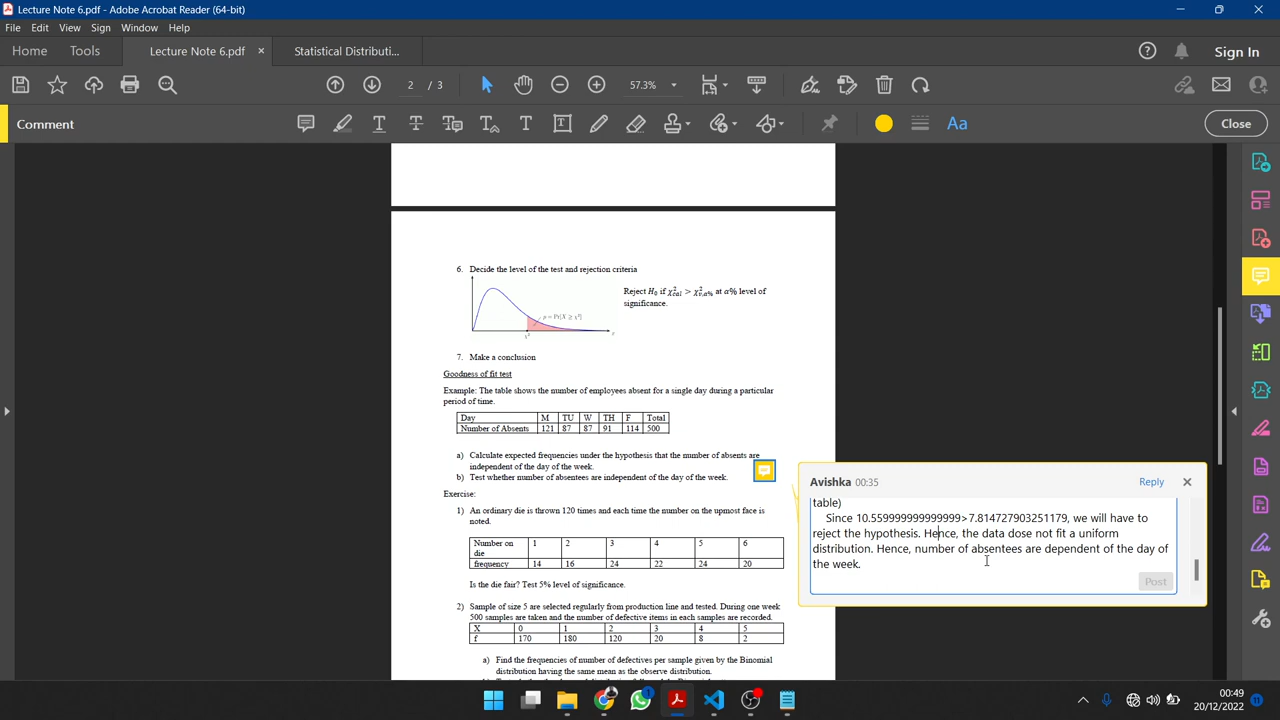 Lecture Note 6.pdf - Adobe Acrobat Reader (64-bit)
File Edit View Sign Window Help
Home Tools Lecture Note 6.pdf × Statistical Distributi... Sign In
2 / 3 57.3%
Comment Close
6. Decide the level of the test and rejection criteria
Reject H₀ if χ²cal > χ²ν,α% at α% level of
significance.
p = Pr[X ≥ χ²]
7. Make a conclusion
Goodness of fit test
Example: The table shows the number of employees absent for a single day during a particular
period of time.
Day M TU W TH F Total
Number of Absents 121 87 87 91 114 500
a) Calculate expected frequencies under the hypothesis that the number of absents are
independent of the day of the week.
b) Test whether number of absentees are independent of the day of the week.
Exercise:
1) An ordinary die is thrown 120 times and each time the number on the upmost face is
noted.
Number on 1 2 3 4 5 6
die
frequency 14 16 24 22 24 20
Is the die fair? Test 5% level of significance.
2) Sample of size 5 are selected regularly from production line and tested. During one week
500 samples are taken and the number of defective items in each samples are recorded.
X 0 1 2 3 4 5
f 170 180 120 20 8 2
a) Find the frequencies of number of defectives per sample given by the Binomial
distribution having the same mean as the observe distribution.
Avishka 00:35 Reply
table)
Since 10.559999999999999>7.814727903251179, we will have to
reject the hypothesis. Hence, the data dose not fit a uniform
distribution. Hence, number of absentees are dependent of the day of
the week.
Post
00:49
20/12/2022